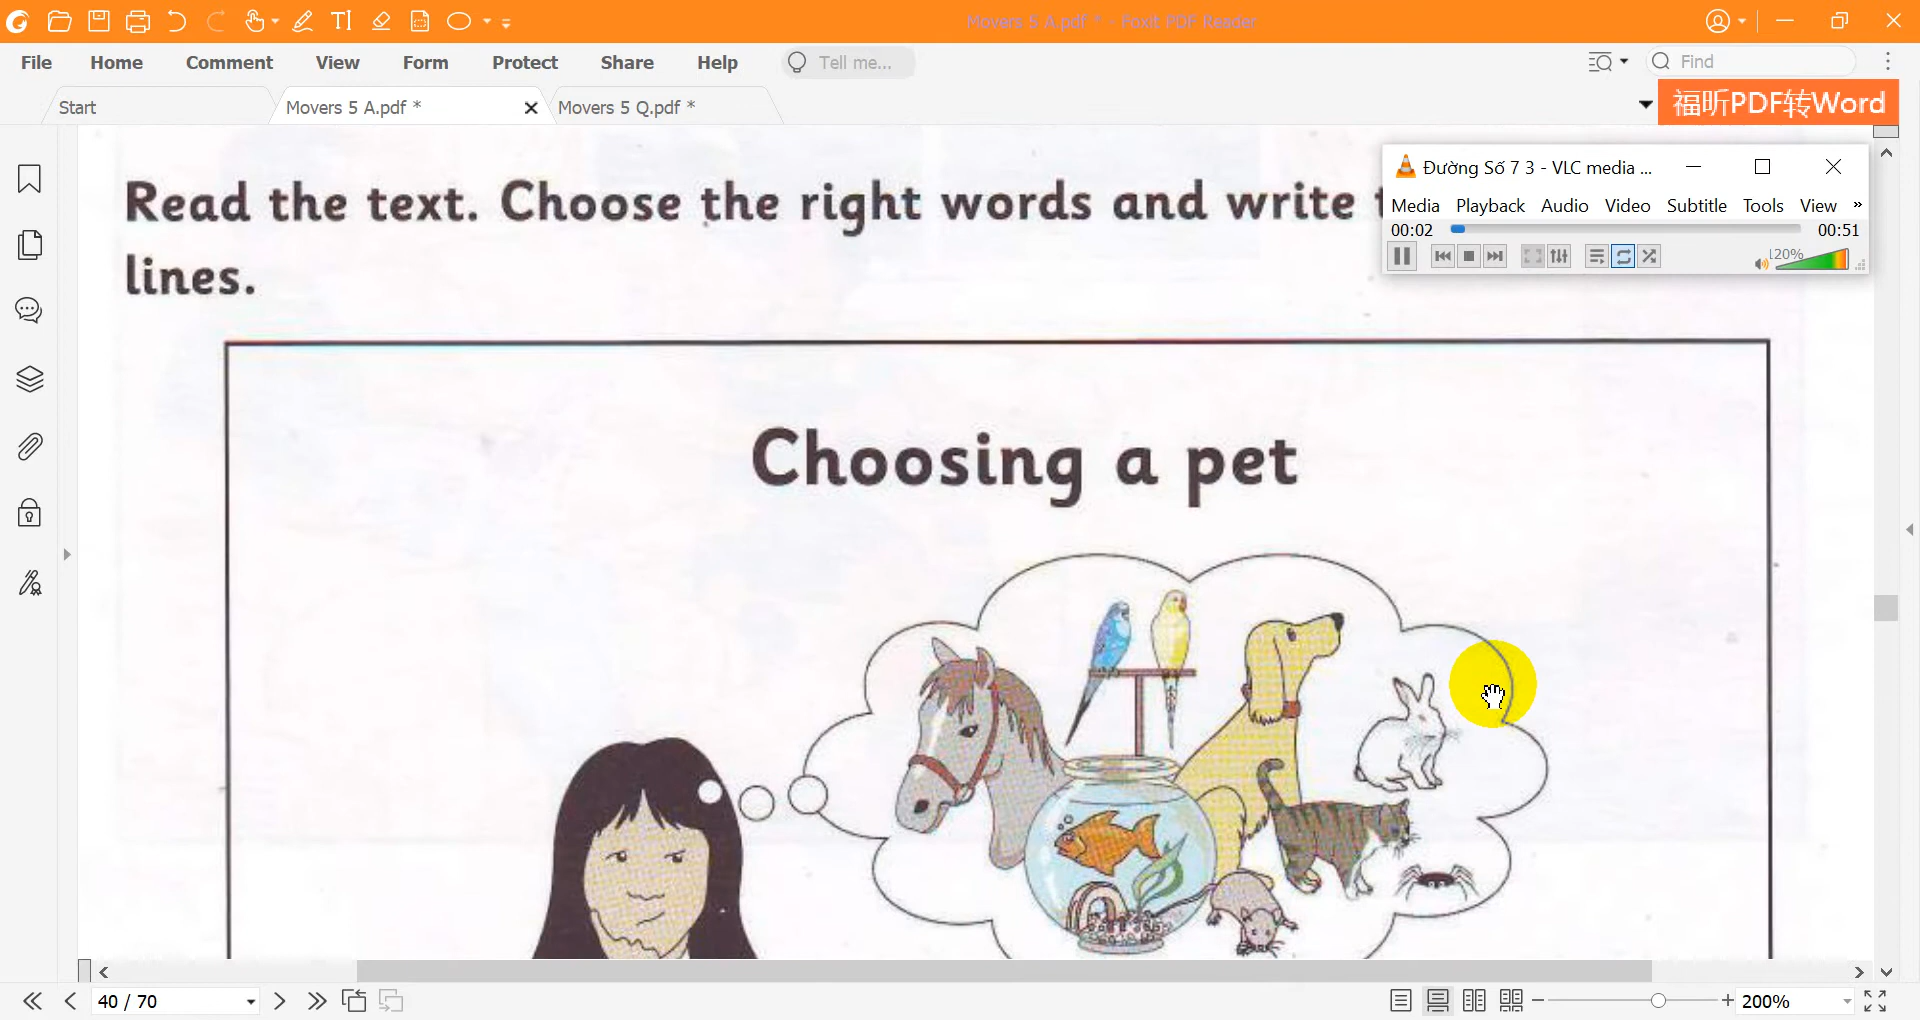 Movers 5 A.pdf * - Foxit PDF Reader
File Home Comment View Form Protect Share Help Tell me... Find
Start Movers 5 A.pdf * Movers 5 Q.pdf * 福昕PDF转Word
Đường Số 7 3 - VLC media ...
Media Playback Audio Video Subtitle Tools View »
00:02 00:51
120%
Read the text. Choose the right words and write
lines.
Choosing a pet
40 / 70 200%